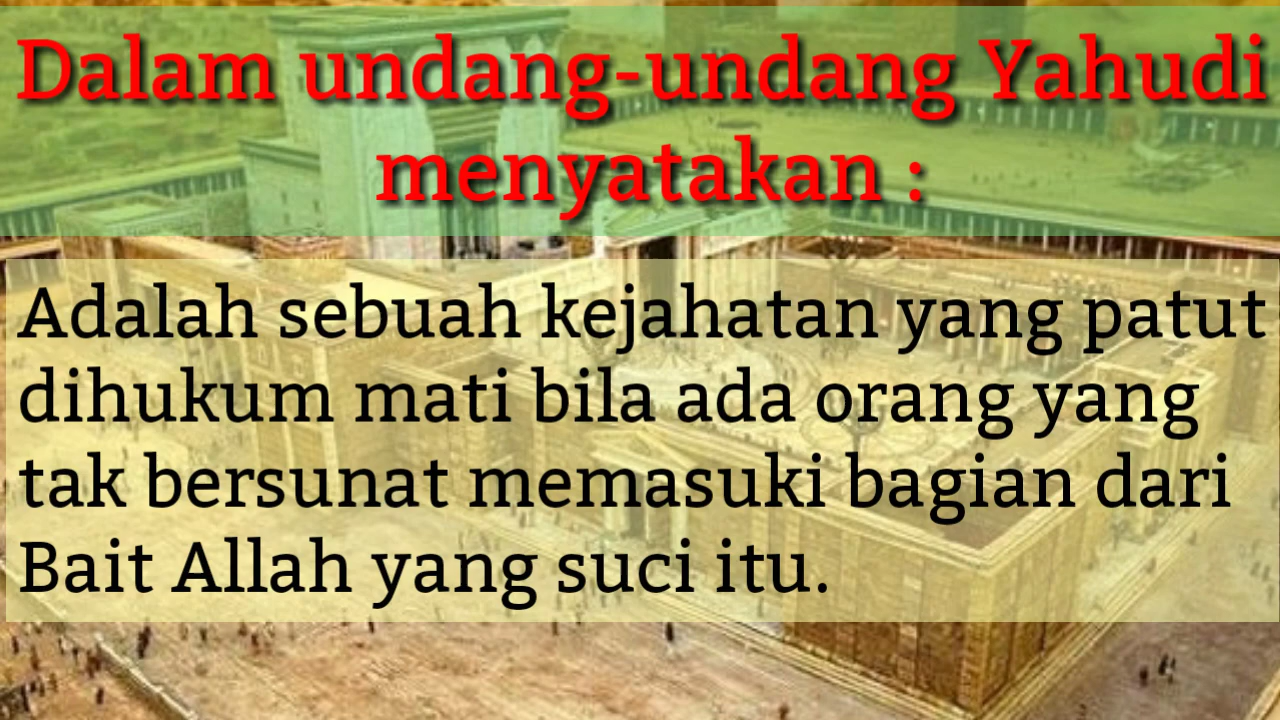 Dalam undang-undang Yahudi
menyatakan :
Adalah sebuah kejahatan yang patut
dihukum mati bila ada orang yang
tak bersunat memasuki bagian dari
Bait Allah yang suci itu.